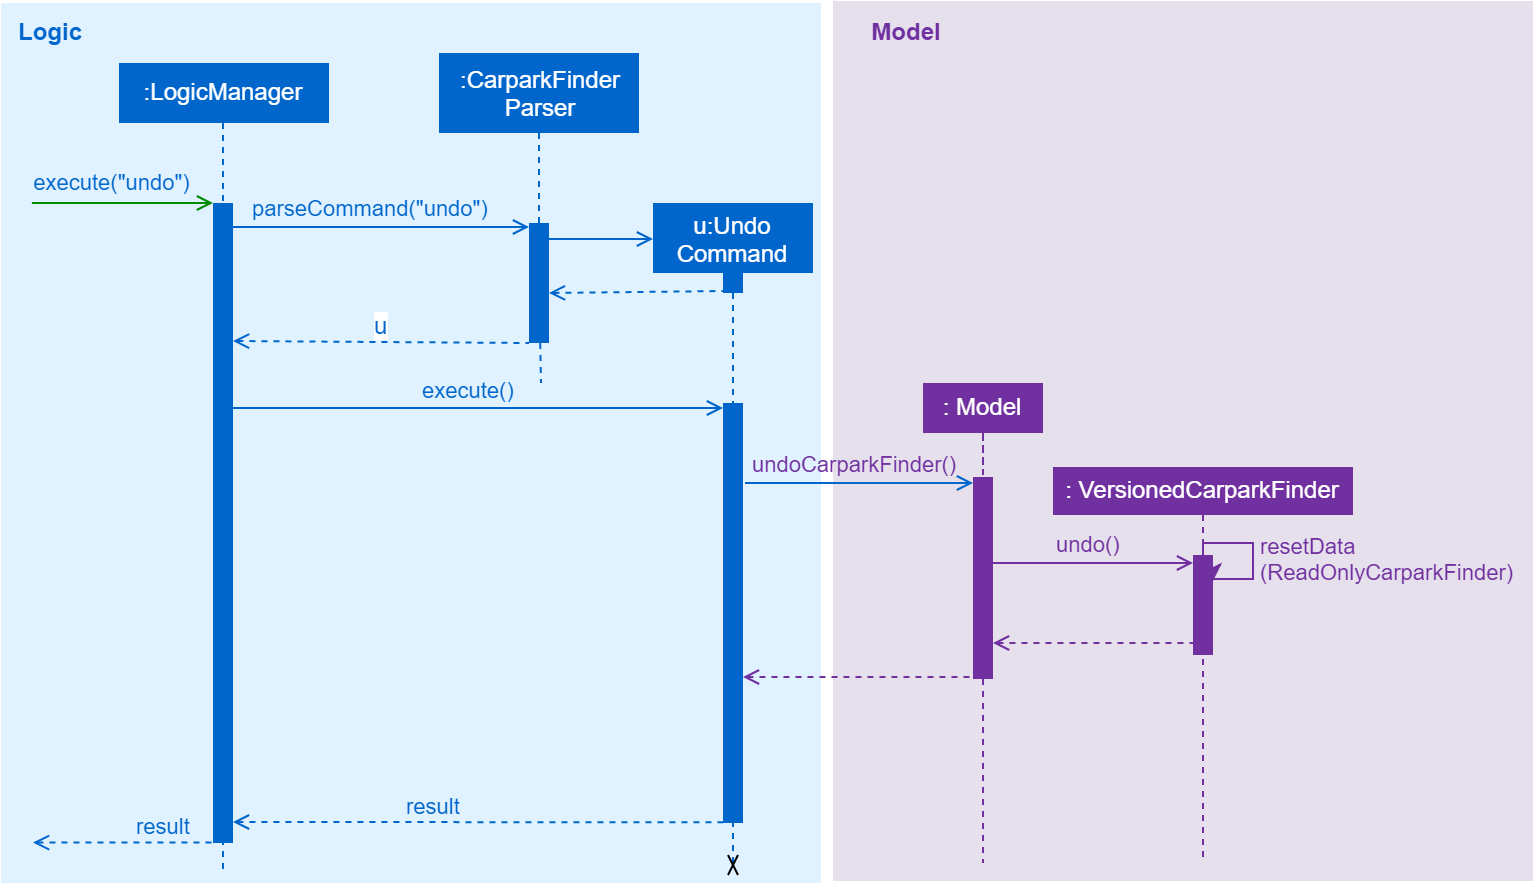 Logic
Model
:LogicManager
:CarparkFinder
Parser
execute("undo")
parseCommand("undo")
u:Undo
Command
u
execute()
: Model
undoCarparkFinder()
: VersionedCarparkFinder
undo()
resetData
(ReadOnlyCarparkFinder)
result
result